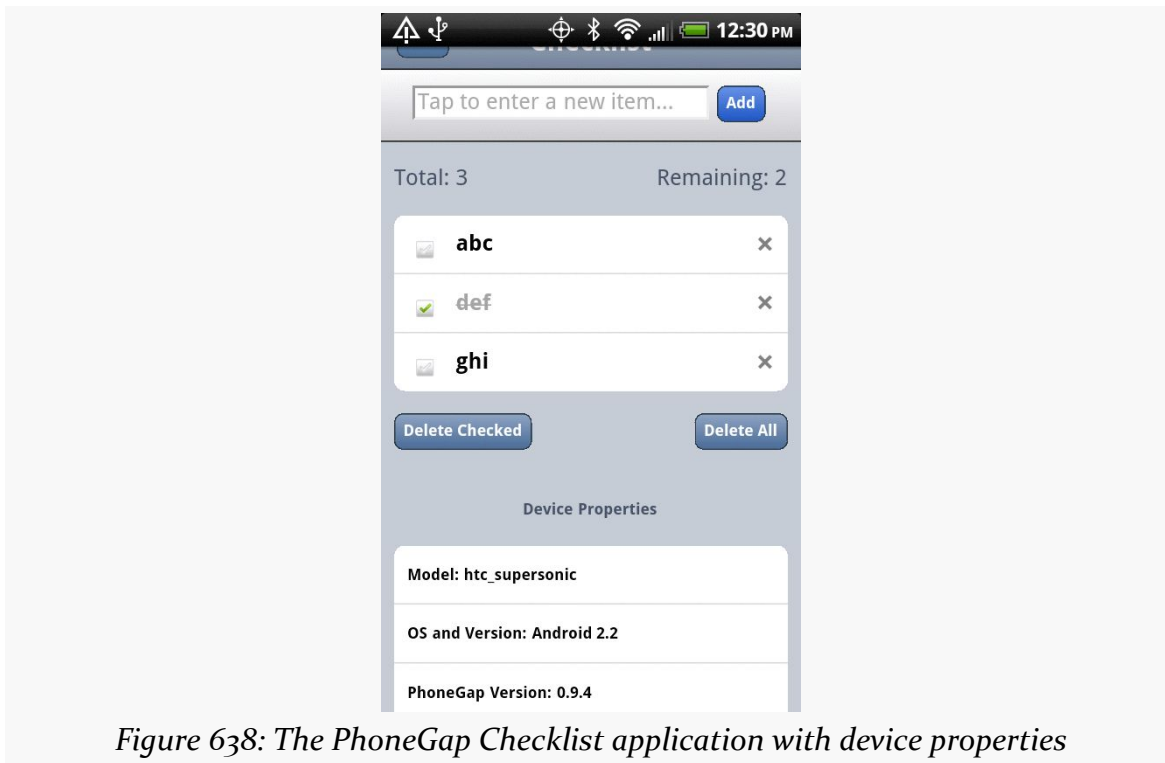 12:30 PM
Checklist
Tap to enter a new item...
Add
Total: 3
Remaining: 2
abc
def
ghi
Delete Checked
Delete All
Device Properties
Model: htc_supersonic
OS and Version: Android 2.2
PhoneGap Version: 0.9.4
Figure 638: The PhoneGap Checklist application with device properties